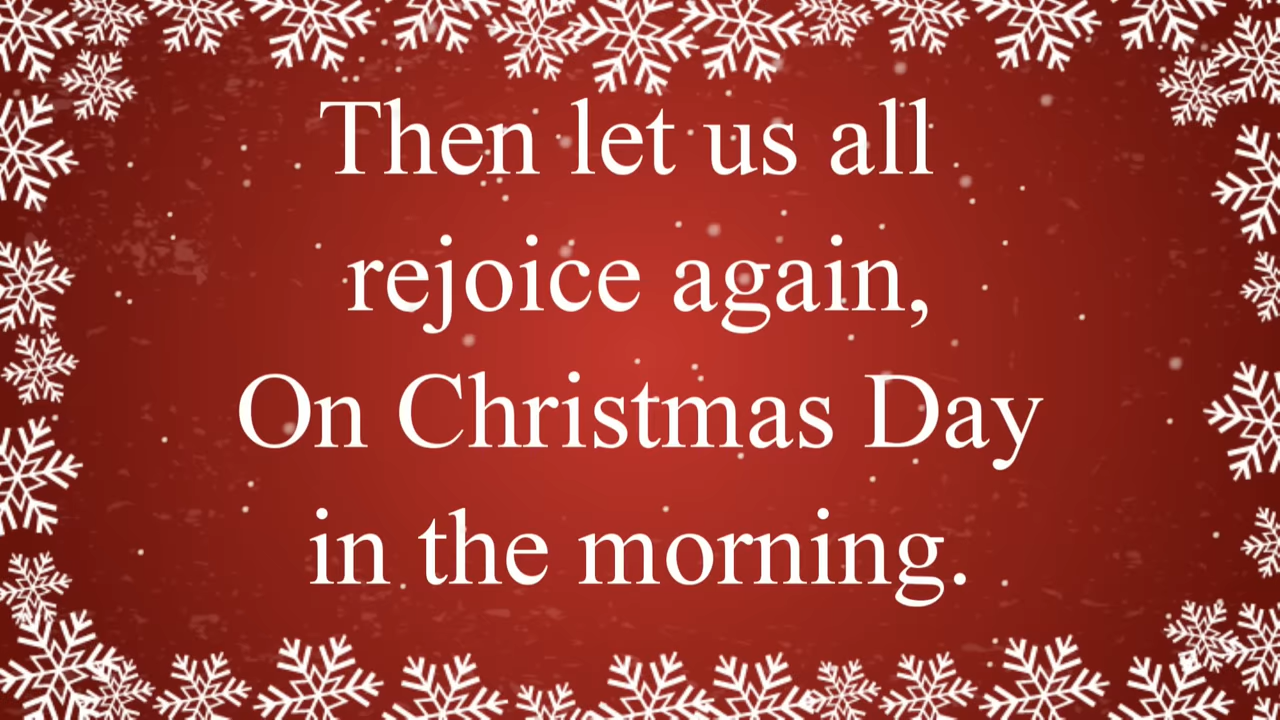 Then let us all
rejoice again,
On Christmas Day
in the morning.